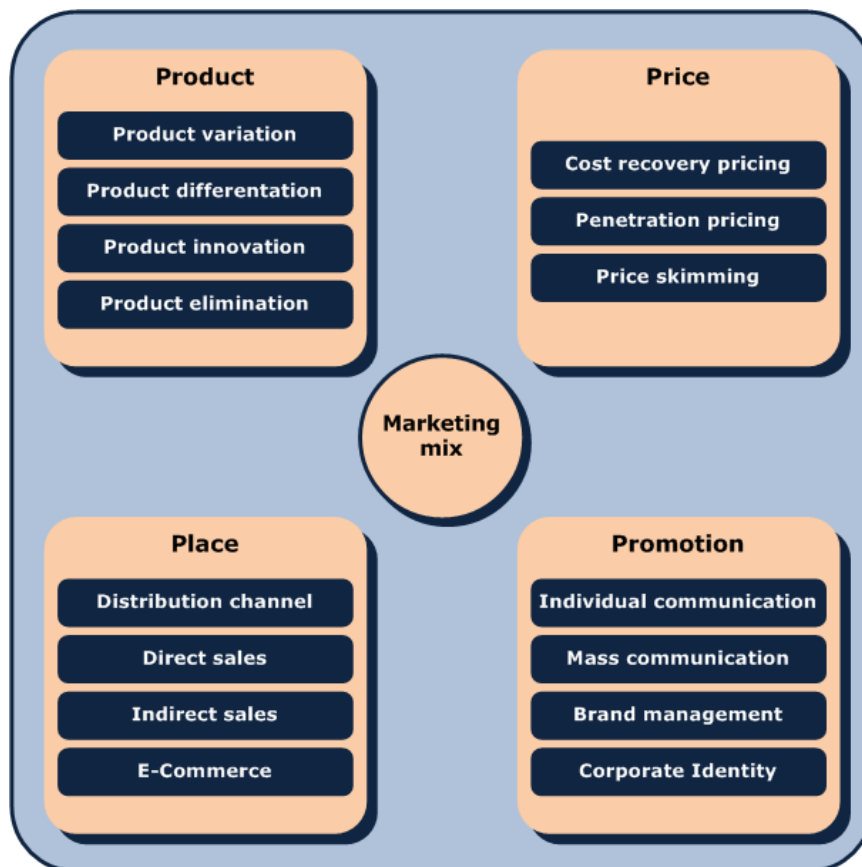 Product
Product variation
Product differentation
Product innovation
Product elimination
Price
Cost recovery pricing
Penetration pricing
Price skimming
Marketing
mix
Place
Distribution channel
Direct sales
Indirect sales
E-Commerce
Promotion
Individual communication
Mass communication
Brand management
Corporate Identity